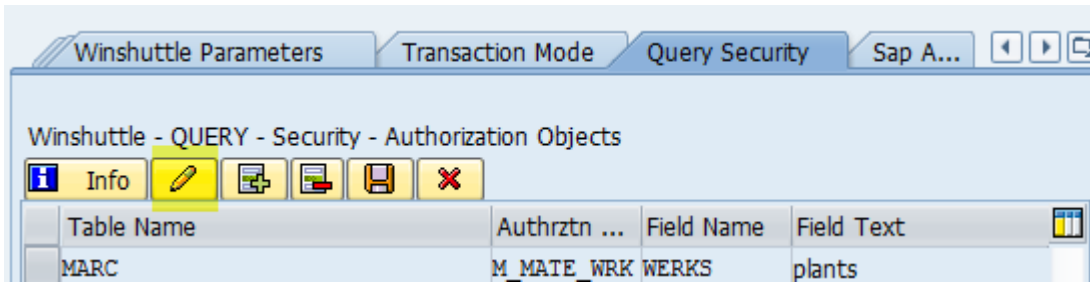 Winshuttle Parameters Transaction Mode Query Security Sap A...
Winshuttle - QUERY - Security - Authorization Objects
Info
Table Name Authrztn ... Field Name Field Text
MARC M_MATE_WRK WERKS plants